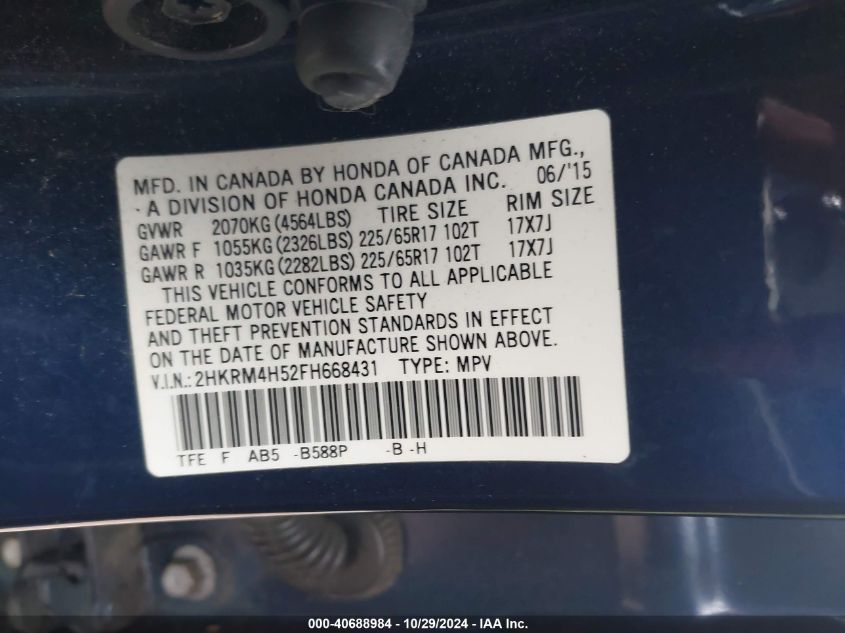 MFD. IN CANADA BY HONDA OF CANADA MFG.,
A DIVISION OF HONDA CANADA INC. 06/'15
GVWR 2070KG (4564LBS) TIRE SIZE RIM SIZE
GAWR F 1055KG (2326LBS) 225/65R17 102T 17X7J
GAWR R 1035KG (2282LBS) 225/65R17 102T 17X7J
THIS VEHICLE CONFORMS TO ALL APPLICABLE
FEDERAL MOTOR VEHICLE SAFETY
AND THEFT PREVENTION STANDARDS IN EFFECT
ON THE DATE OF MANUFACTURE SHOWN ABOVE.
V.I.N.: 2HKRM4H52FH668431 TYPE: MPV
TFE F AB5 -B588P -B -H
000-40688984 - 10/29/2024 - IAA Inc.